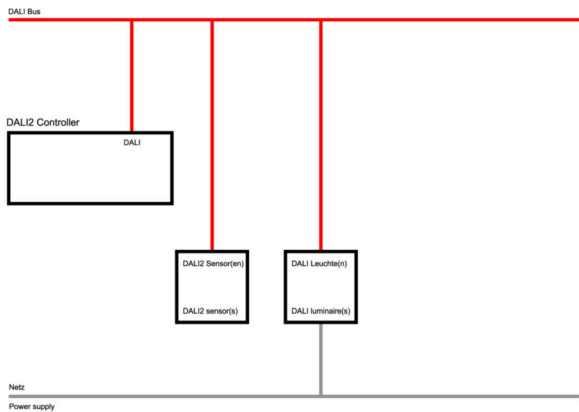 DALI Bus
DALI2 Controller
DALI
DALI2 Sensor(en)
DALI2 sensor(s)
DALI Leuchte(n)
DALI luminaire(s)
Netz
Power supply